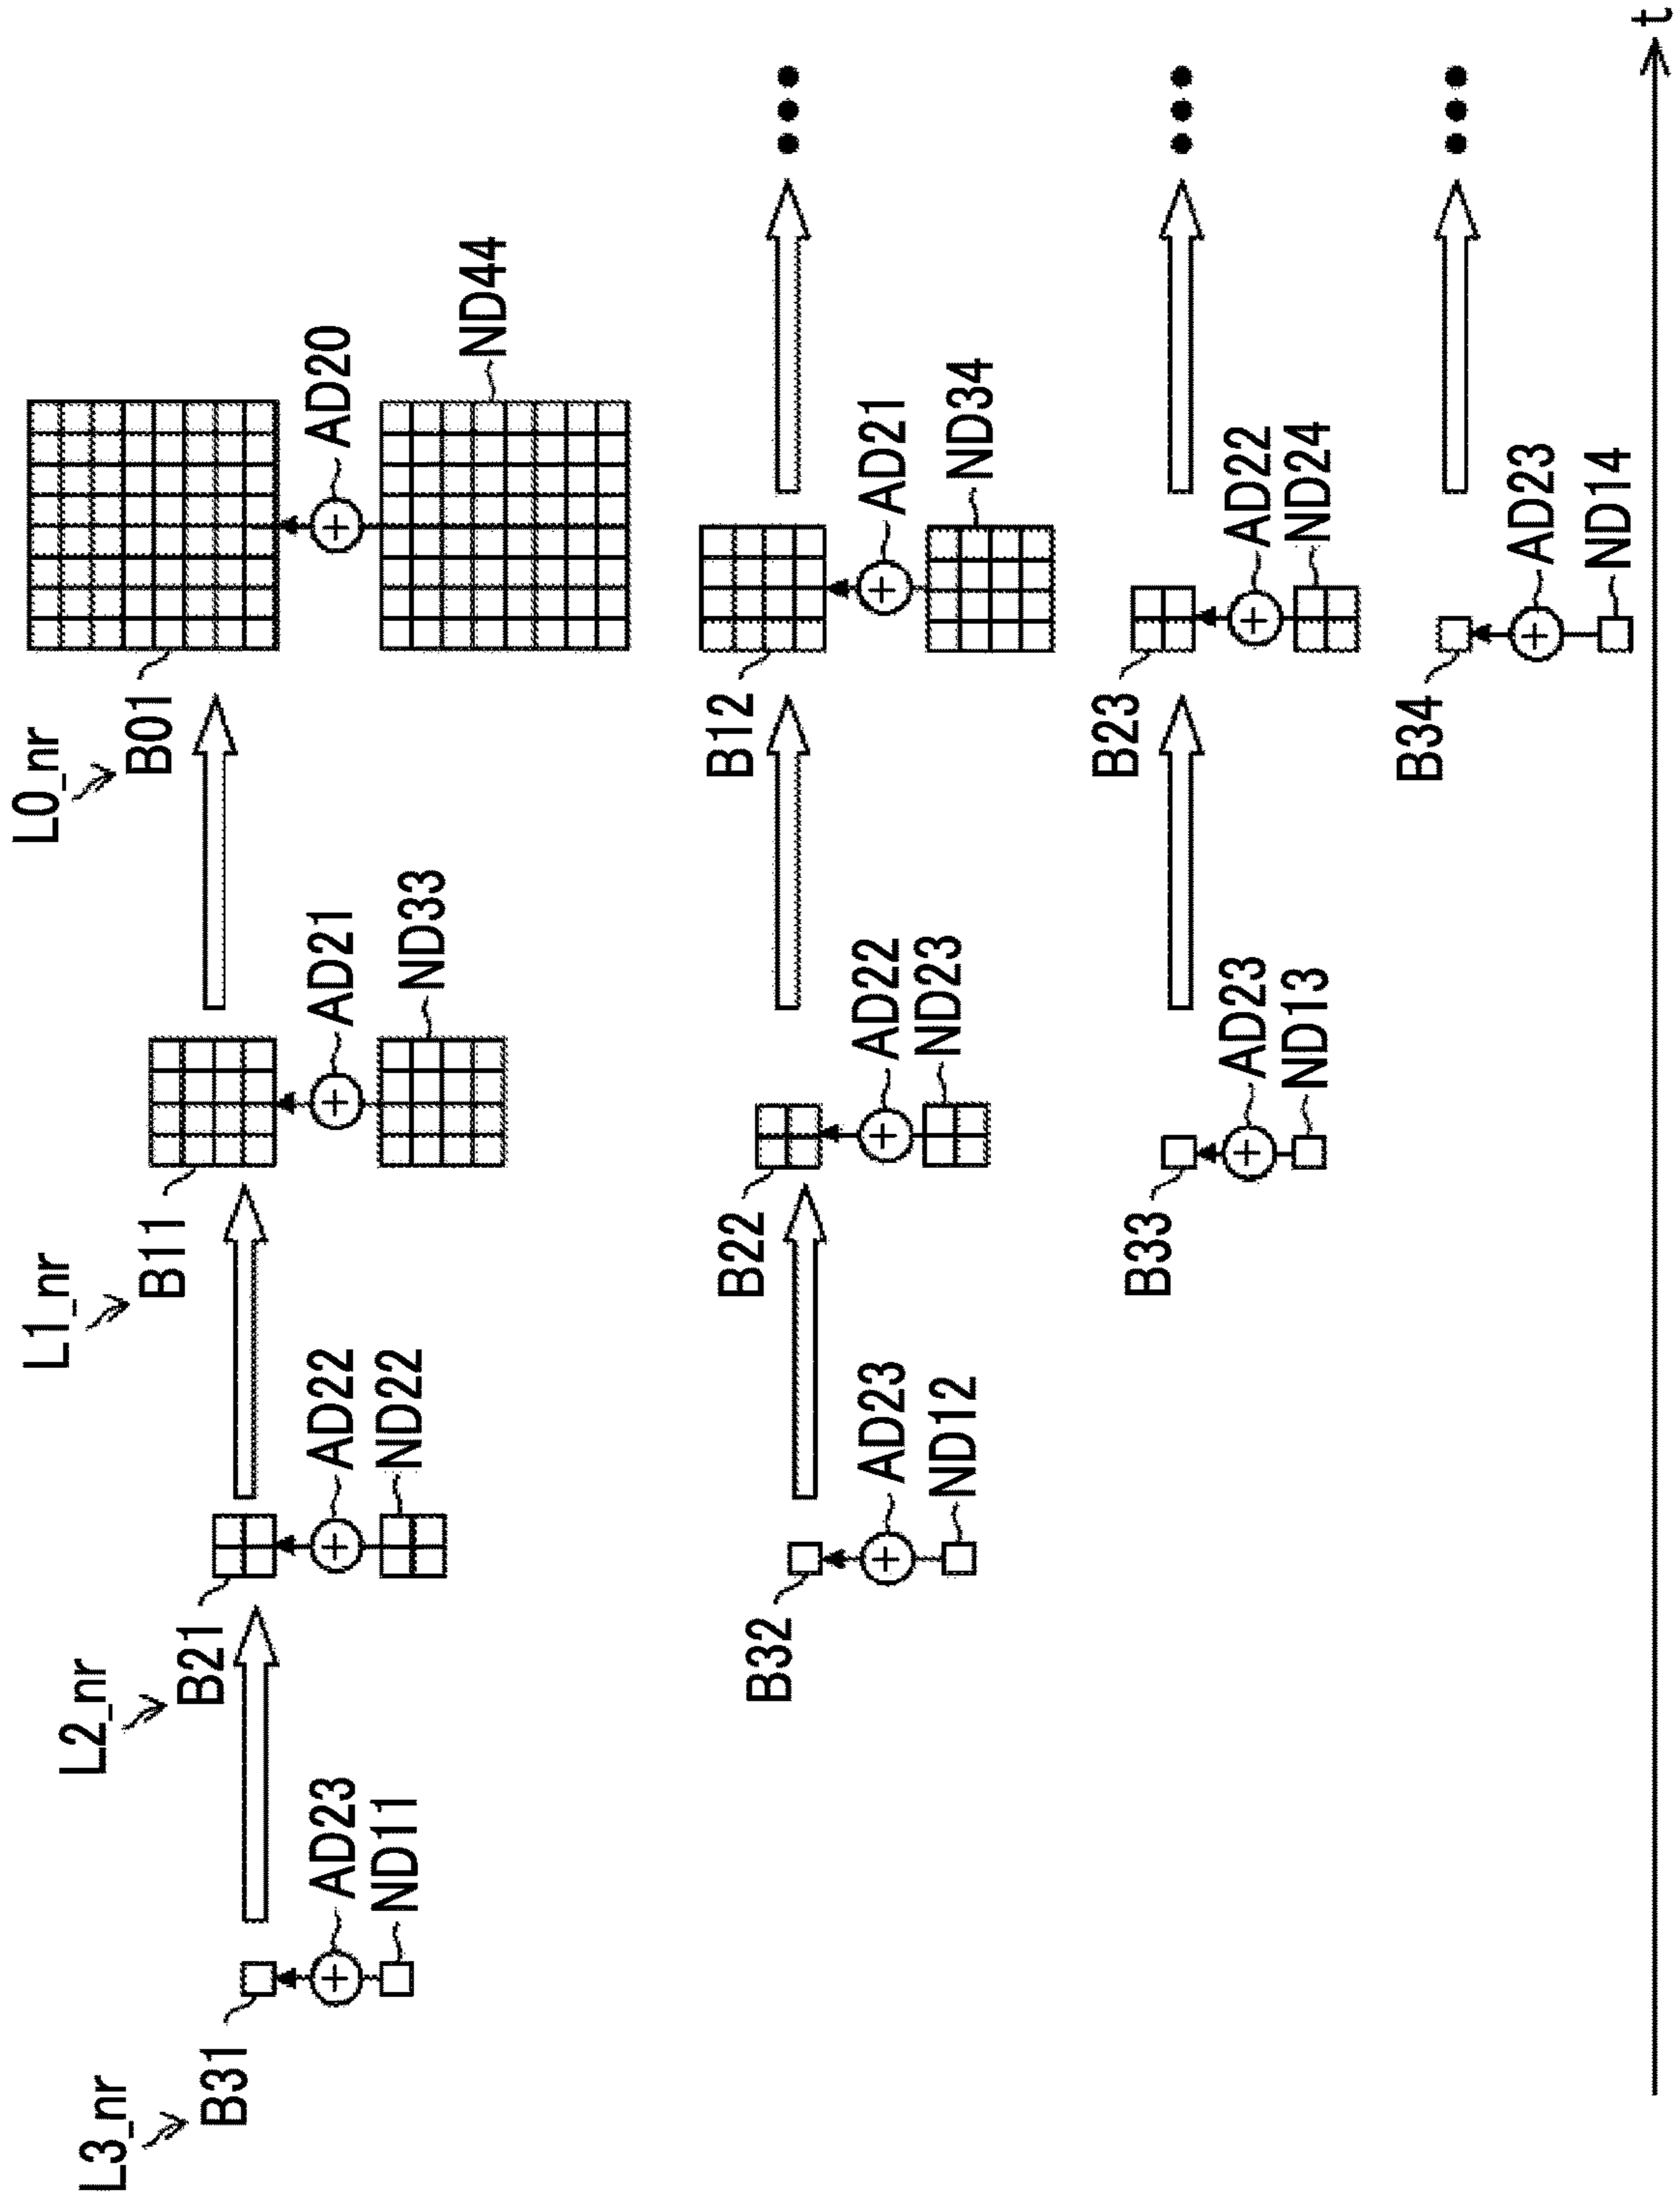 L3_nr
B31
AD23
ND11
L2_nr
B21
AD22
ND22
L1_nr
B11
AD21
ND33
L0_nr
B01
AD20
ND44
B32
AD23
ND12
B22
AD22
ND23
B12
AD21
ND34
B33
AD23
ND13
B23
AD22
ND24
B34
AD23
ND14
t